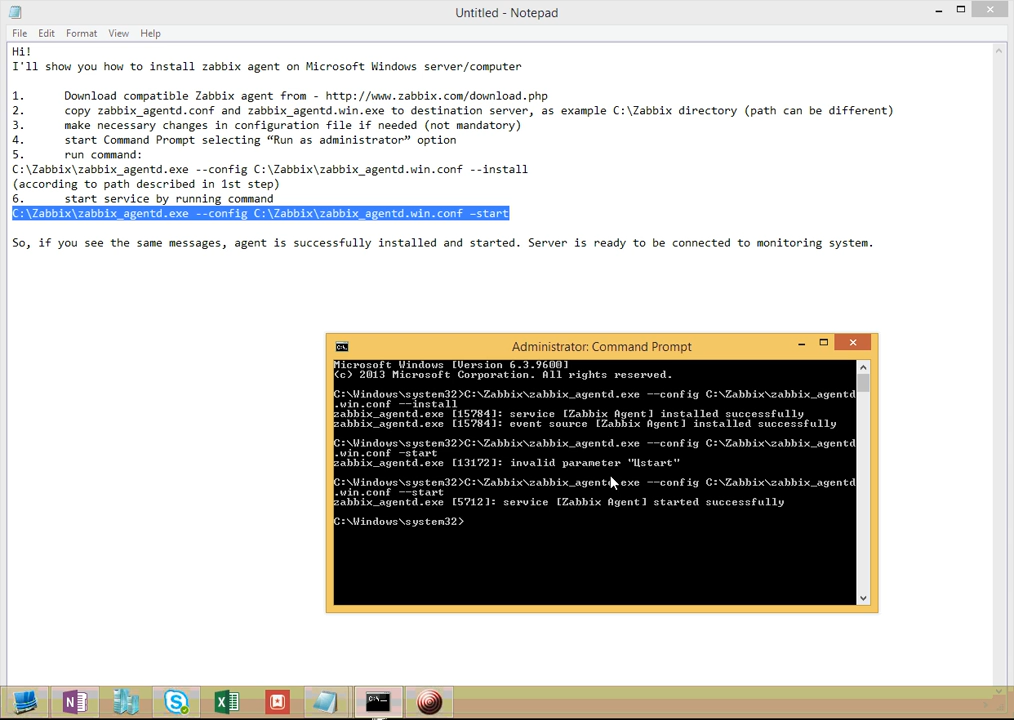 Untitled - Notepad
File Edit Format View Help
Hi!
I'll show you how to install zabbix agent on Microsoft Windows server/computer
1. Download compatible Zabbix agent from - http://www.zabbix.com/download.php
2. copy zabbix_agentd.conf and zabbix_agentd.win.exe to destination server, as example C:\Zabbix directory (path can be different)
3. make necessary changes in configuration file if needed (not mandatory)
4. start Command Prompt selecting “Run as administrator” option
5. run command:
C:\Zabbix\zabbix_agentd.exe --config C:\Zabbix\zabbix_agentd.win.conf --install
(according to path described in 1st step)
6. start service by running command
C:\Zabbix\zabbix_agentd.exe --config C:\Zabbix\zabbix_agentd.win.conf –start
So, if you see the same messages, agent is successfully installed and started. Server is ready to be connected to monitoring system.
Administrator: Command Prompt
Microsoft Windows [Version 6.3.9600]
(c) 2013 Microsoft Corporation. All rights reserved.
C:\Windows\system32>C:\Zabbix\zabbix_agentd.exe --config C:\Zabbix\zabbix_agentd
.win.conf --install
zabbix_agentd.exe [15784]: service [Zabbix Agent] installed successfully
zabbix_agentd.exe [15784]: event source [Zabbix Agent] installed successfully
C:\Windows\system32>C:\Zabbix\zabbix_agentd.exe --config C:\Zabbix\zabbix_agentd
.win.conf –start
zabbix_agentd.exe [13172]: invalid parameter "Цstart"
C:\Windows\system32>C:\Zabbix\zabbix_agentd.exe --config C:\Zabbix\zabbix_agentd
.win.conf --start
zabbix_agentd.exe [5712]: service [Zabbix Agent] started successfully
C:\Windows\system32>